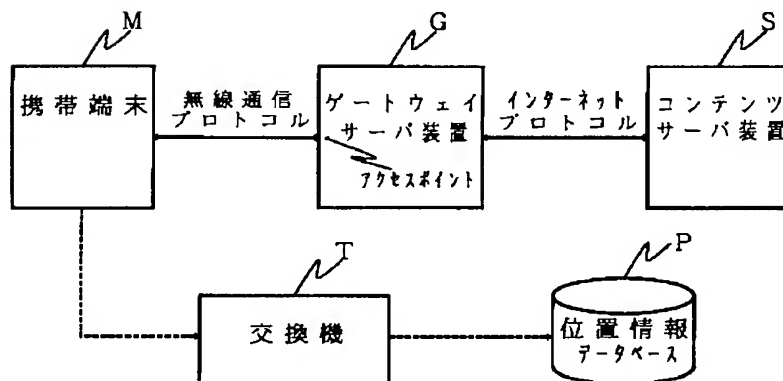 M
G
S
携帯端末
無線通信
プロトコル
ゲートウェイ
サーバ装置
アクセスポイント
インターネット
プロトコル
コンテンツ
サーバ装置
T
P
交換機
位置情報
データベース